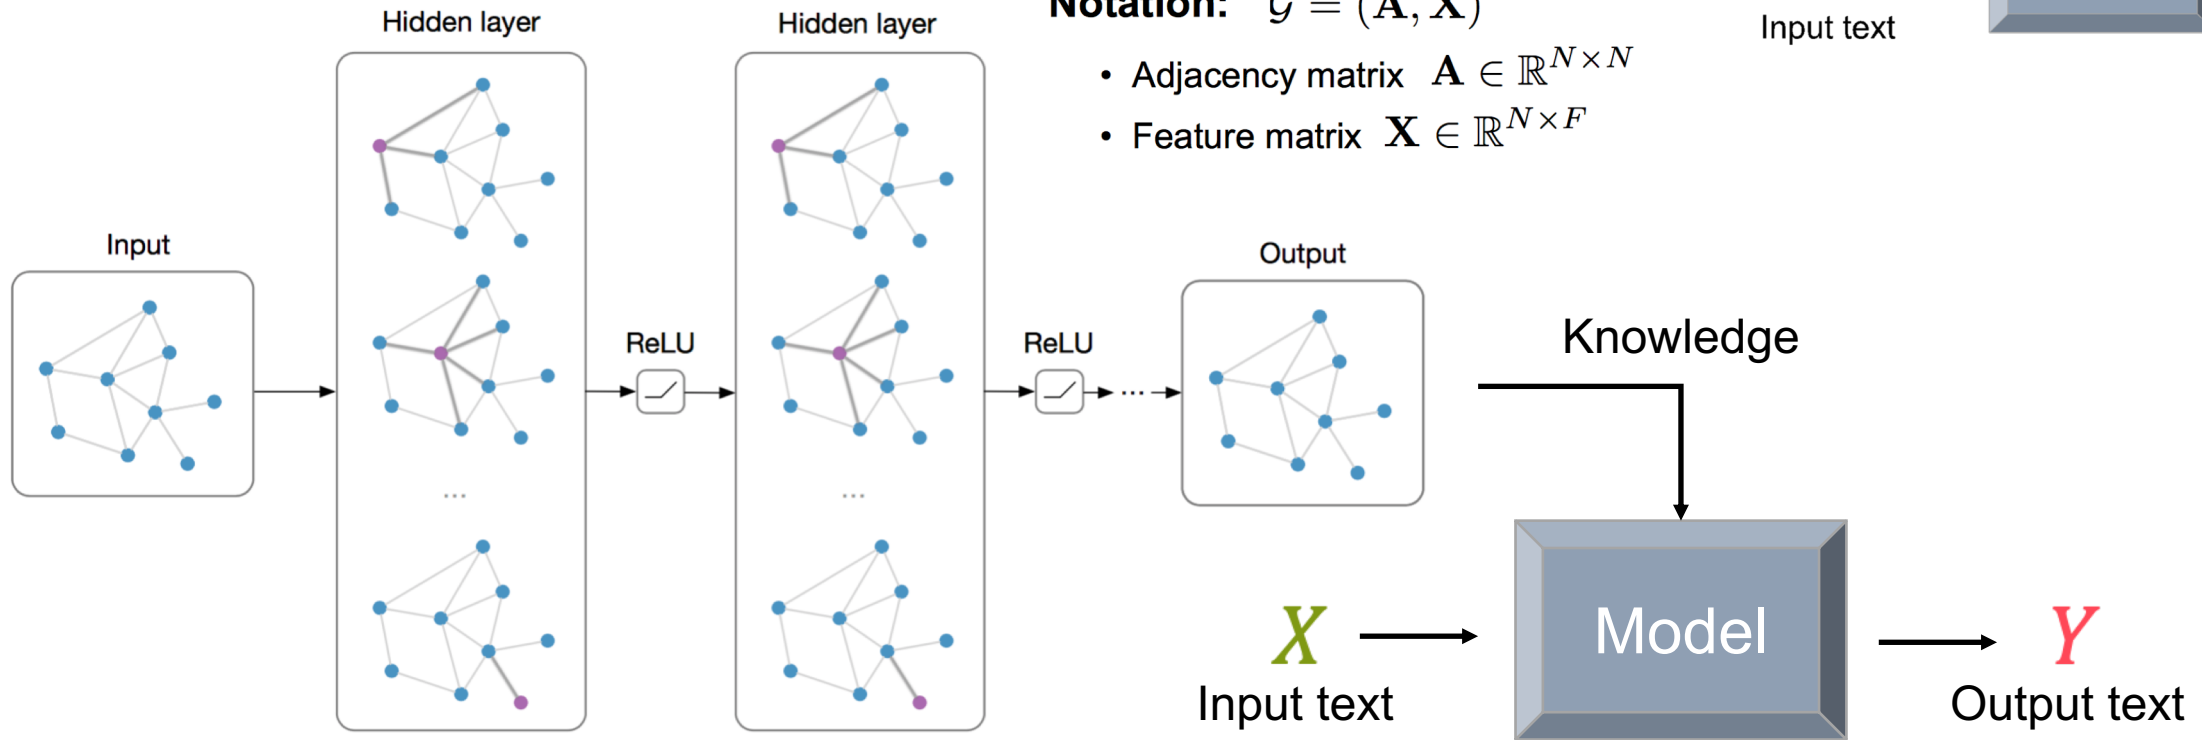 Hidden layer
Hidden layer
Notation: 𝒢 = (A, X)
Input text
• Adjacency matrix A ∈ ℝ^{N×N}
• Feature matrix X ∈ ℝ^{N×F}
Input
Output
ReLU
ReLU
...
Knowledge
...
...
Model
X
Y
Input text
Output text